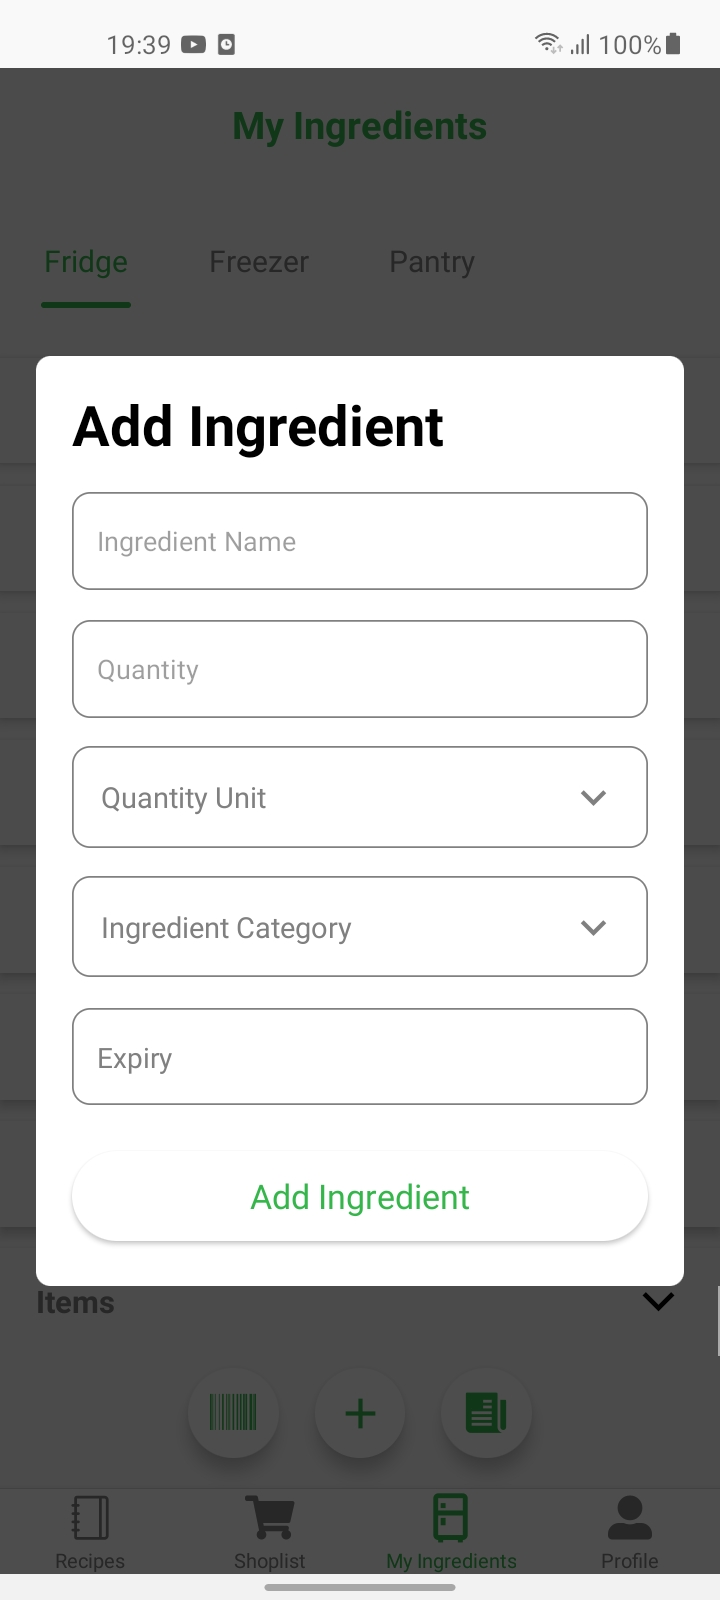 19:39
100%
My Ingredients
Fridge Freezer Pantry
Add Ingredient
Ingredient Name
Quantity
Quantity Unit
Ingredient Category
Expiry
Add Ingredient
Items
Recipes Shoplist My Ingredients Profile